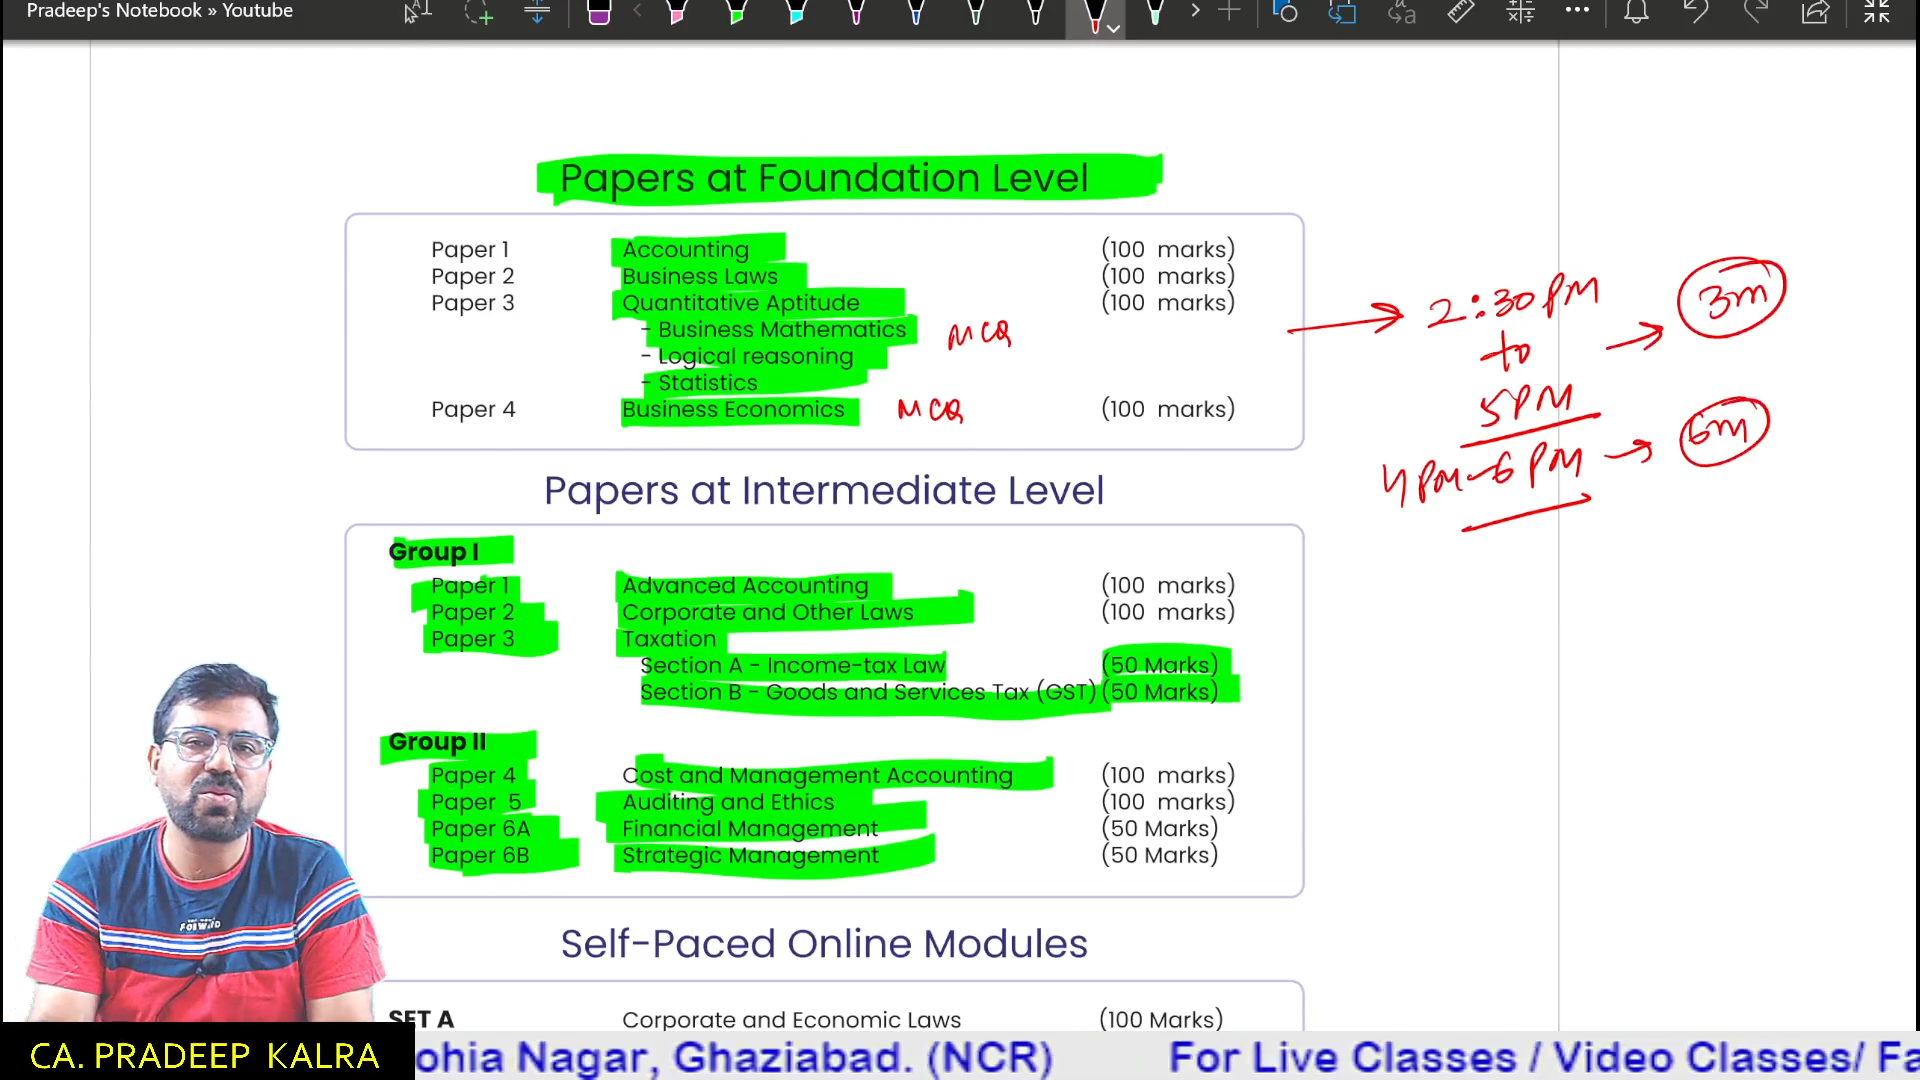 Pradeep's Notebook » Youtube
Papers at Foundation Level
Paper 1 Accounting (100 marks)
Paper 2 Business Laws (100 marks)
Paper 3 Quantitative Aptitude (100 marks)
- Business Mathematics MCQ
- Logical reasoning
- Statistics
Paper 4 Business Economics MCQ (100 marks)
2:30 PM
to
5PM
3m
4PM-6PM
6m
Papers at Intermediate Level
Group I
Paper 1 Advanced Accounting (100 marks)
Paper 2 Corporate and Other Laws (100 marks)
Paper 3 Taxation
Section A - Income-tax Law (50 Marks)
Section B - Goods and Services Tax (GST) (50 Marks)
Group II
Paper 4 Cost and Management Accounting (100 marks)
Paper 5 Auditing and Ethics (100 marks)
Paper 6A Financial Management (50 Marks)
Paper 6B Strategic Management (50 Marks)
Self-Paced Online Modules
SET A Corporate and Economic Laws (100 Marks)
FORWARD
CA. PRADEEP KALRA
ohia Nagar, Ghaziabad. (NCR) For Live Classes / Video Classes/ Fa